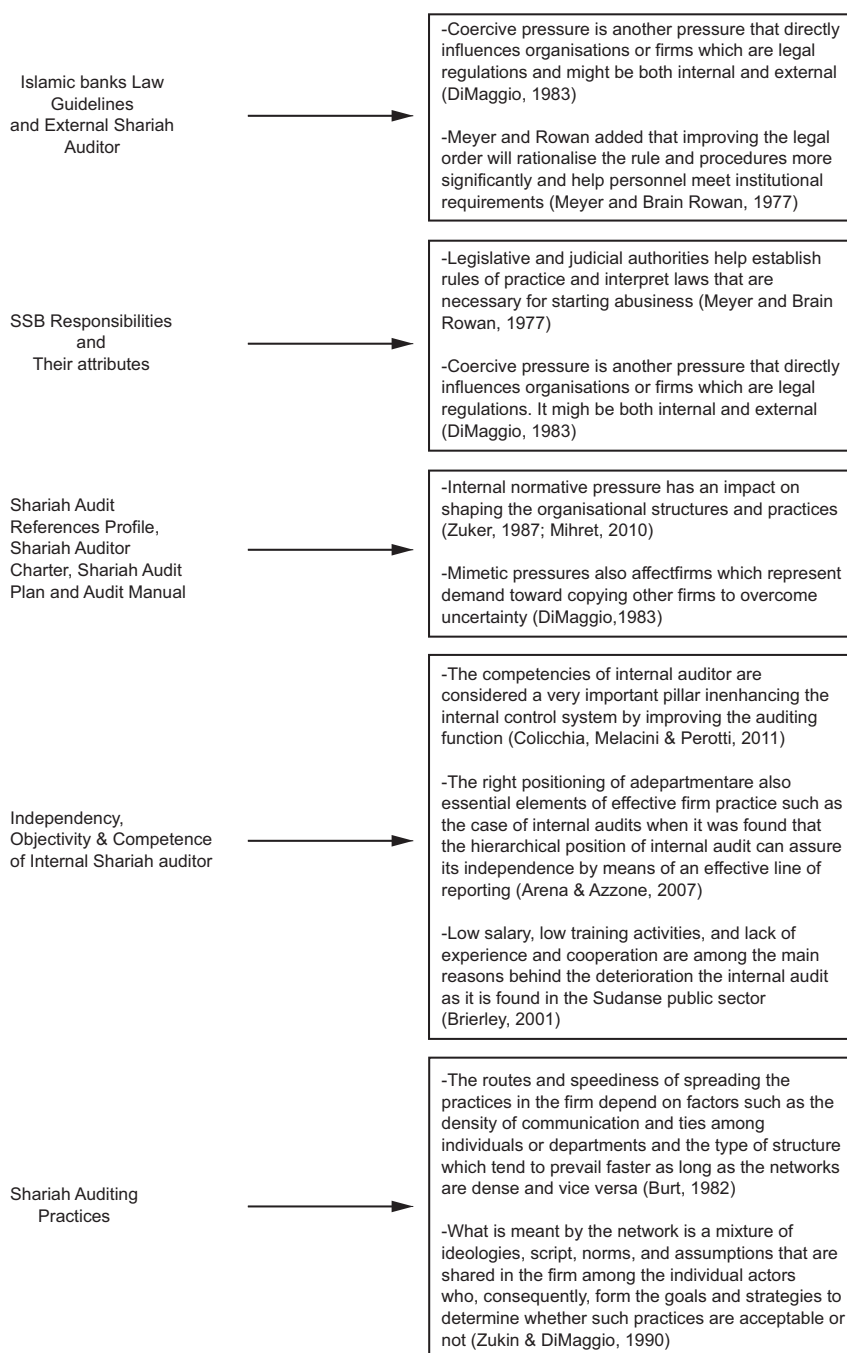 Islamic banks Law
Guidelines
and External Shariah
Auditor
-Coercive pressure is another pressure that directly
influences organisations or firms which are legal
regulations and might be both internal and external
(DiMaggio, 1983)
-Meyer and Rowan added that improving the legal
order will rationalise the rule and procedures more
significantly and help personnel meet institutional
requirements (Meyer and Brain Rowan, 1977)
SSB Responsibilities
and
Their attributes
-Legislative and judicial authorities help establish
rules of practice and interpret laws that are
necessary for starting abusiness (Meyer and Brain
Rowan, 1977)
-Coercive pressure is another pressure that directly
influences organisations or firms which are legal
regulations. It migh be both internal and external
(DiMaggio, 1983)
Shariah Audit
References Profile,
Shariah Auditor
Charter, Shariah Audit
Plan and Audit Manual
-Internal normative pressure has an impact on
shaping the organisational structures and practices
(Zuker, 1987; Mihret, 2010)
-Mimetic pressures also affectfirms which represent
demand toward copying other firms to overcome
uncertainty (DiMaggio,1983)
Independency,
Objectivity & Competence
of Internal Shariah auditor
-The competencies of internal auditor are
considered a very important pillar inenhancing the
internal control system by improving the auditing
function (Colicchia, Melacini & Perotti, 2011)
-The right positioning of adepartmentare also
essential elements of effective firm practice such as
the case of internal audits when it was found that
the hierarchical position of internal audit can assure
its independence by means of an effective line of
reporting (Arena & Azzone, 2007)
-Low salary, low training activities, and lack of
experience and cooperation are among the main
reasons behind the deterioration the internal audit
as it is found in the Sudanse public sector
(Brierley, 2001)
Shariah Auditing
Practices
-The routes and speediness of spreading the
practices in the firm depend on factors such as the
density of communication and ties among
individuals or departments and the type of structure
which tend to prevail faster as long as the networks
are dense and vice versa (Burt, 1982)
-What is meant by the network is a mixture of
ideologies, script, norms, and assumptions that are
shared in the firm among the individual actors
who, consequently, form the goals and strategies to
determine whether such practices are acceptable or
not (Zukin & DiMaggio, 1990)